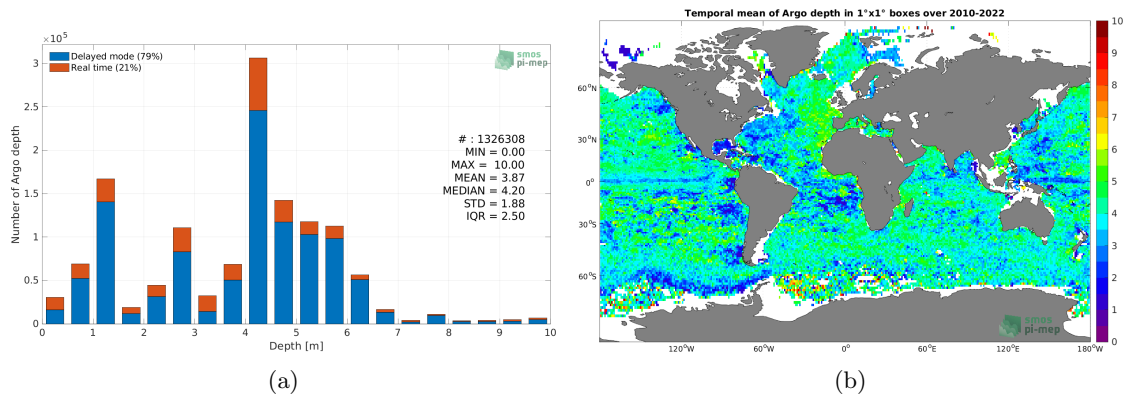 ×10⁵
Delayed mode (79%)
Real time (21%)
smos
pi-mep
3
2.5
2
1.5
1
0.5
0
Number of Argo depth
# : 1326308
MIN = 0.00
MAX = 10.00
MEAN = 3.87
MEDIAN = 4.20
STD = 1.88
IQR = 2.50
0 1 2 3 4 5 6 7 8 9 10
Depth [m]
(a)
Temporal mean of Argo depth in 1°x1° boxes over 2010-2022
60°N
30°N
0°
30°S
60°S
120°W 60°W 0° 60°E 120°E 180°W
smos
pi-mep
10
9
8
7
6
5
4
3
2
1
0
(b)